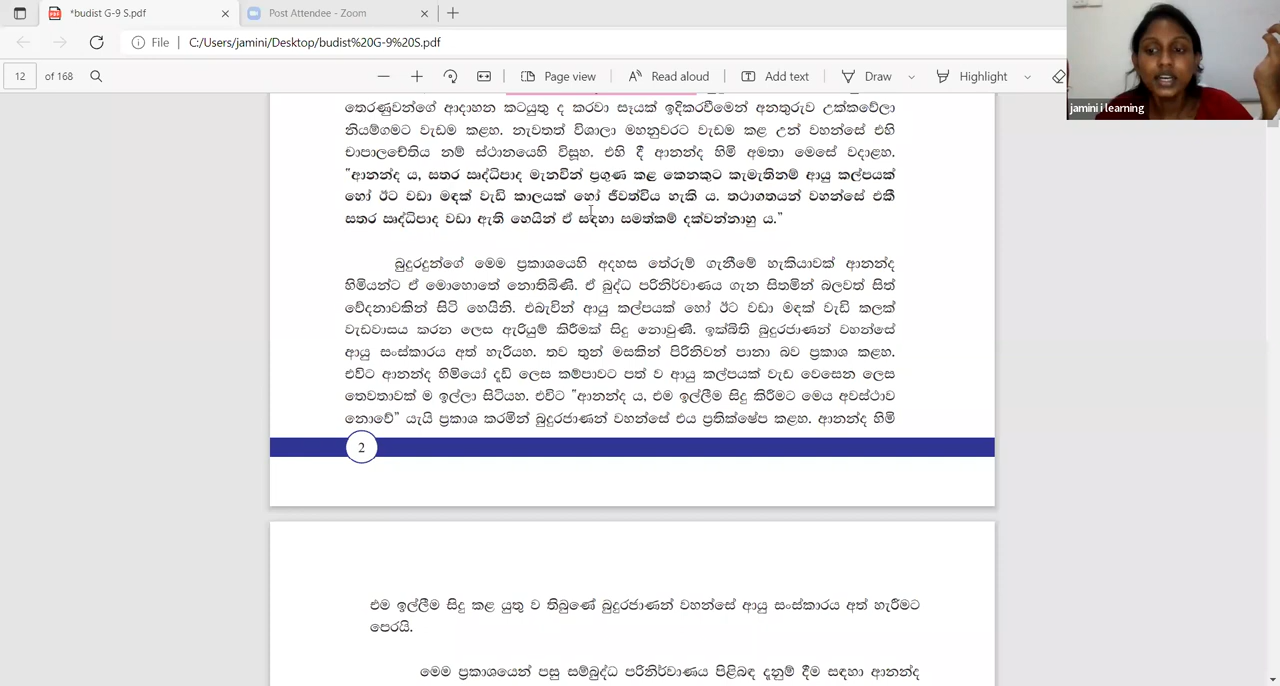 *budist G-9 S.pdf
Post Attendee - Zoom
File
C:/Users/jamini/Desktop/budist%20G-9%20S.pdf
12 of 168
Page view
Read aloud
Add text
Draw
Highlight
jamini i learning
තෙරණුවන්ගේ ආදාහන කටයුතු ද කරවා සෑයක් ඉදිකරවීමෙන් අනතුරුව උක්කවේලා
නියම්ගමට වැඩම කළහ. නැවතත් විශාලා මහනුවරට වැඩම කළ උන් වහන්සේ එහි
චාපාලචේතිය නම් ස්ථානයෙහි විසූහ. එහි දී ආනන්ද හිමි අමතා මෙසේ වදාළහ.
"ආනන්ද ය, සතර සෘද්ධිපාද මැනවින් ප්‍රගුණ කළ කෙනකුට කැමැතිනම් ආයු කල්පයක්
හෝ ඊට වඩා මඳක් වැඩි කාලයක් හෝ ජීවත්විය හැකි ය. තථාගතයන් වහන්සේ එකී
සතර සෘද්ධිපාද වඩා ඇති හෙයින් ඒ සඳහා සමත්කම් දක්වන්නාහු ය."
බුදුරදුන්ගේ මෙම ප්‍රකාශයෙහි අදහස තේරුම් ගැනීමේ හැකියාවක් ආනන්ද
හිමියන්ට ඒ මොහොතේ නොතිබිණි. ඒ බුද්ධ පරිනිර්වාණය ගැන සිතමින් බලවත් සිත්
වේදනාවකින් සිටි හෙයිනි. එබැවින් ආයු කල්පයක් හෝ ඊට වඩා මඳක් වැඩි කලක්
වැඩවාසය කරන ලෙස ඇරියුම් කිරීමක් සිදු නොවුණි. ඉක්බිති බුදුරජාණන් වහන්සේ
ආයු සංස්කාරය අත් හැරියහ. තව තුන් මසකින් පිරිනිවන් පානා බව ප්‍රකාශ කළහ.
එවිට ආනන්ද හිමියෝ දැඩි ලෙස කම්පාවට පත් ව ආයු කල්පයක් වැඩ වෙසෙන ලෙස
තෙවතාවක් ම ඉල්ලා සිටියහ. එවිට "ආනන්ද ය, එම ඉල්ලීම සිදු කිරීමට මෙය අවස්ථාව
නොවේ" යැයි ප්‍රකාශ කරමින් බුදුරජාණන් වහන්සේ එය ප්‍රතික්ෂේප කළහ. ආනන්ද හිමි
2
එම ඉල්ලීම සිදු කළ යුතු ව තිබුණේ බුදුරජාණන් වහන්සේ ආයු සංස්කාරය අත් හැරීමට
පෙරයි.
මෙම ප්‍රකාශයෙන් පසු සම්බුද්ධ පරිනිර්වාණය පිළිබඳ දැනුම් දීම සඳහා ආනන්ද